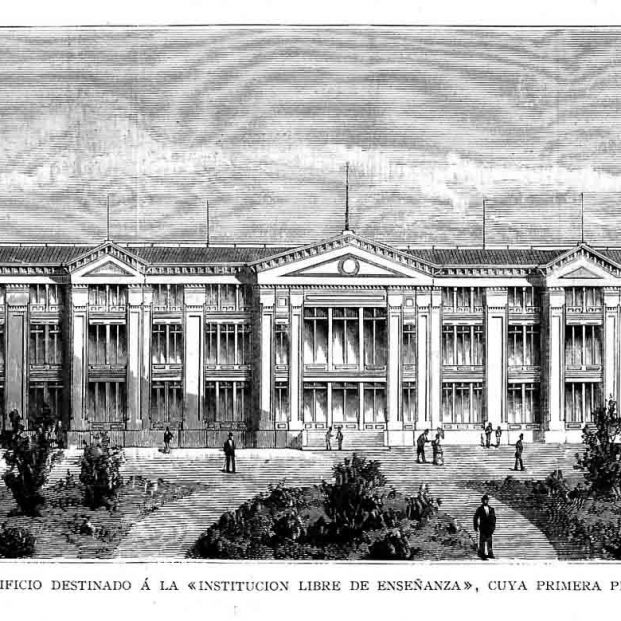 IFICIO DESTINADO Á LA «INSTITUCION LIBRE DE ENSEÑANZA», CUYA PRIMERA P